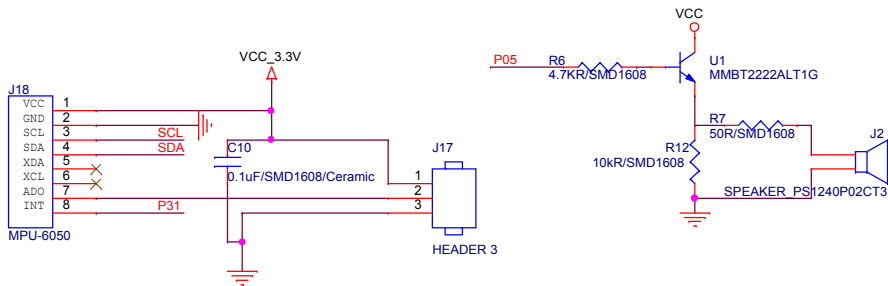 VCC_3.3V
J18
VCC 1
GND 2
SCL 3 SCL
SDA 4 SDA
XDA 5
XCL 6
ADO 7
INT 8 P31
MPU-6050
C10
0.1uF/SMD1608/Ceramic
J17
1
2
3
HEADER 3
VCC
P05
R6
4.7KR/SMD1608
U1
MMBT2222ALT1G
R7
50R/SMD1608
R12
10kR/SMD1608
J2
SPEAKER_PS1240P02CT3